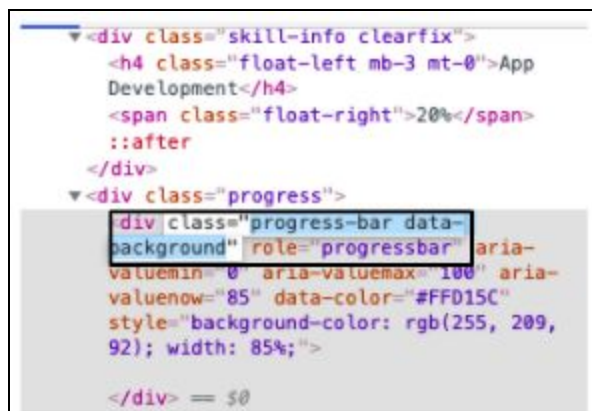 ▼<div class="skill-info clearfix">
<h4 class="float-left mb-3 mt-0">App
Development</h4>
<span class="float-right">20%</span>
::after
</div>
▼<div class="progress">
<div class="progress-bar data-
background" role="progressbar" aria-
valuemin="0" aria-valuemax="100" aria-
valuenow="85" data-color="#FFD15C"
style="background-color: rgb(255, 209,
92); width: 85%;">
</div> == $0